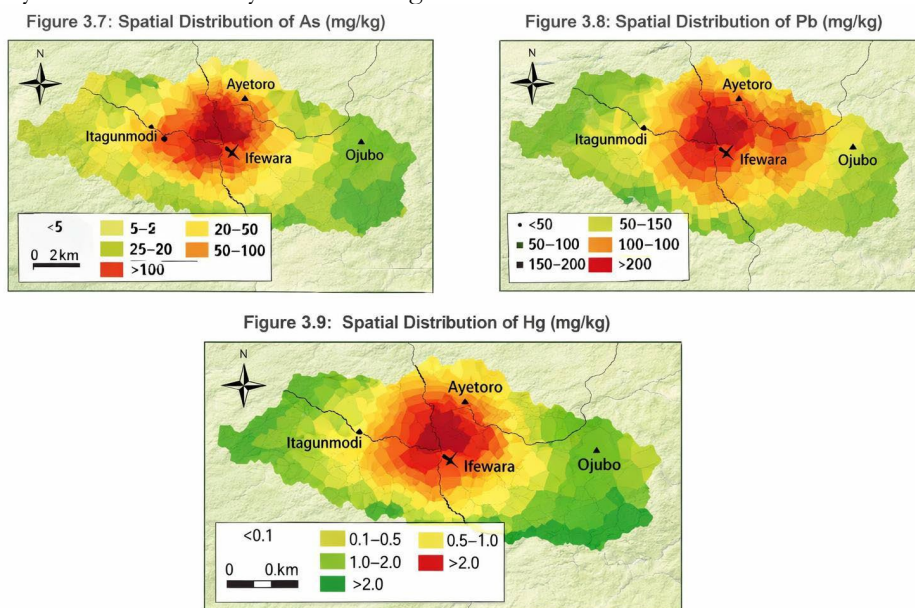 Figure 3.7: Spatial Distribution of As (mg/kg)
N
Ayetoro
Itagunmodi
Ifewara
Ojubo
<5
5–2
20–50
25–20
50–100
>100
0 2km
Figure 3.8: Spatial Distribution of Pb (mg/kg)
N
Ayetoro
Itagunmodi
Ifewara
Ojubo
<50
50–150
50–100
100–100
150–200
>200
Figure 3.9: Spatial Distribution of Hg (mg/kg)
N
Ayetoro
Itagunmodi
Ifewara
Ojubo
<0.1
0.1–0.5
0.5–1.0
1.0–2.0
>2.0
>2.0
0 0.km